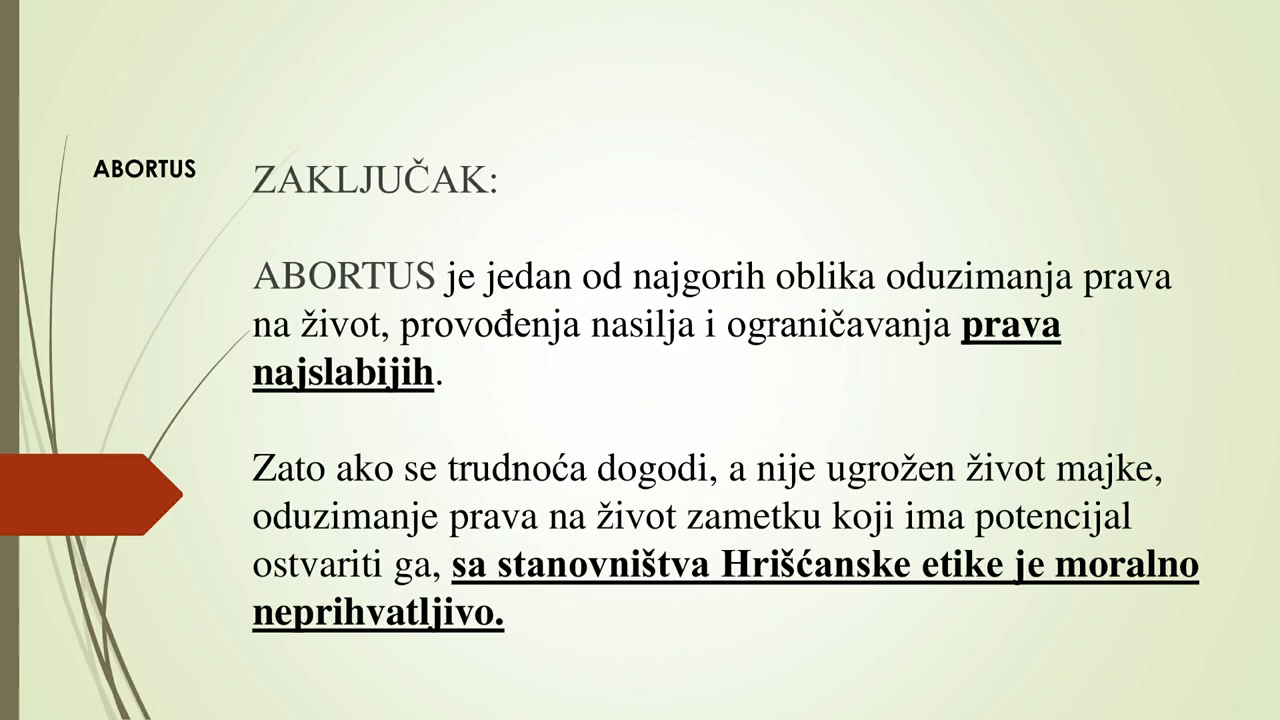 ABORTUS
ZAKLJUČAK:
ABORTUS je jedan od najgorih oblika oduzimanja prava
na život, provođenja nasilja i ograničavanja prava
najslabijih.
Zato ako se trudnoća dogodi, a nije ugrožen život majke,
oduzimanje prava na život zametku koji ima potencijal
ostvariti ga, sa stanovništva Hrišćanske etike je moralno
neprihvatljivo.